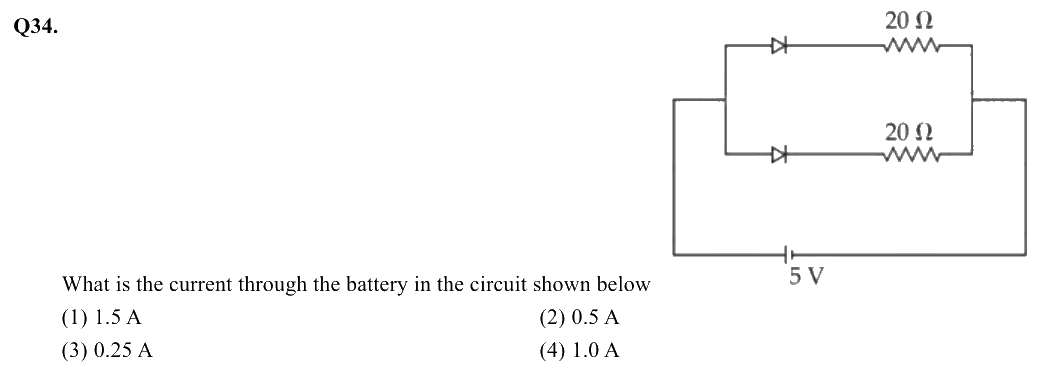 Q34.
20 Ω
20 Ω
5 V
What is the current through the battery in the circuit shown below
(1) 1.5 A
(2) 0.5 A
(3) 0.25 A
(4) 1.0 A